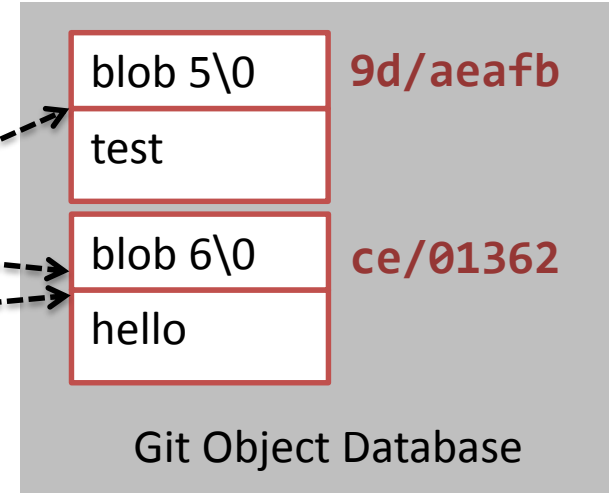 blob 5\0 9d/aeafb
test
blob 6\0 ce/01362
hello
Git Object Database